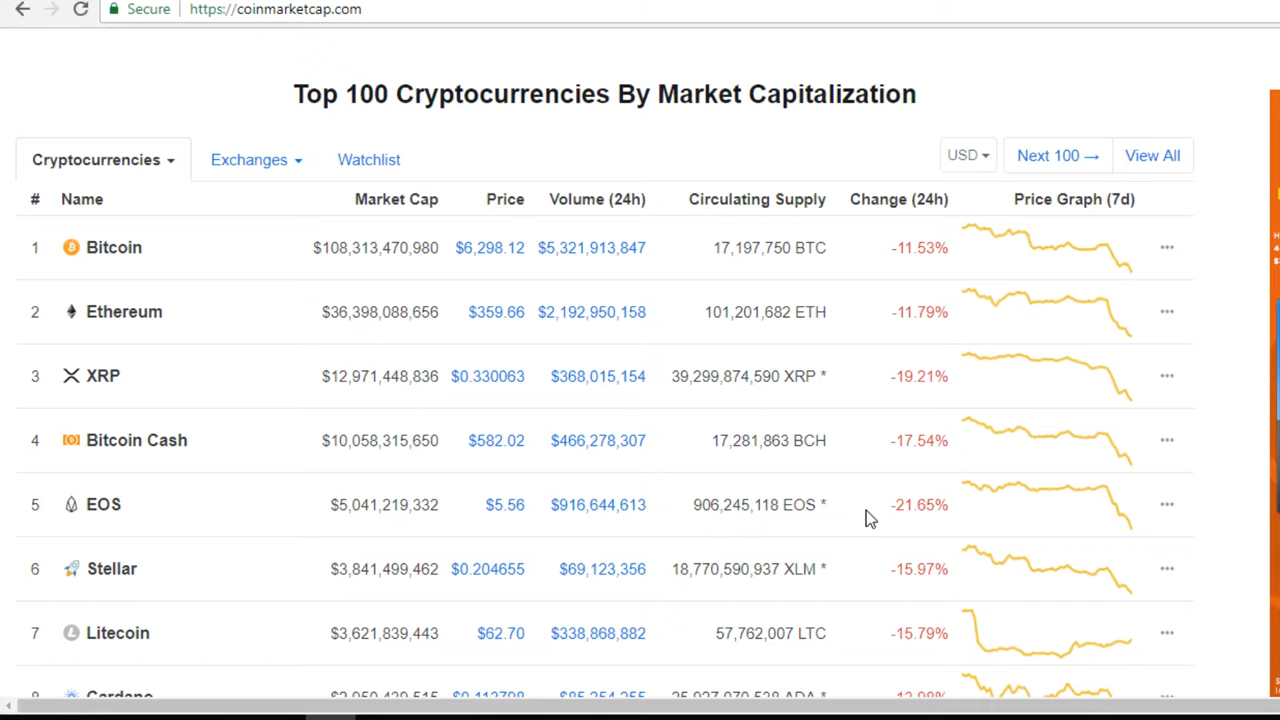 Secure https://coinmarketcap.com
Top 100 Cryptocurrencies By Market Capitalization
Cryptocurrencies Exchanges Watchlist USD Next 100 → View All
# Name Market Cap Price Volume (24h) Circulating Supply Change (24h) Price Graph (7d)
1 Bitcoin $108,313,470,980 $6,298.12 $5,321,913,847 17,197,750 BTC -11.53%
2 Ethereum $36,398,088,656 $359.66 $2,192,950,158 101,201,682 ETH -11.79%
3 XRP $12,971,448,836 $0.330063 $368,015,154 39,299,874,590 XRP * -19.21%
4 Bitcoin Cash $10,058,315,650 $582.02 $466,278,307 17,281,863 BCH -17.54%
5 EOS $5,041,219,332 $5.56 $916,644,613 906,245,118 EOS * -21.65%
6 Stellar $3,841,499,462 $0.204655 $69,123,356 18,770,590,937 XLM * -15.97%
7 Litecoin $3,621,839,443 $62.70 $338,868,882 57,762,007 LTC -15.79%
Cardano